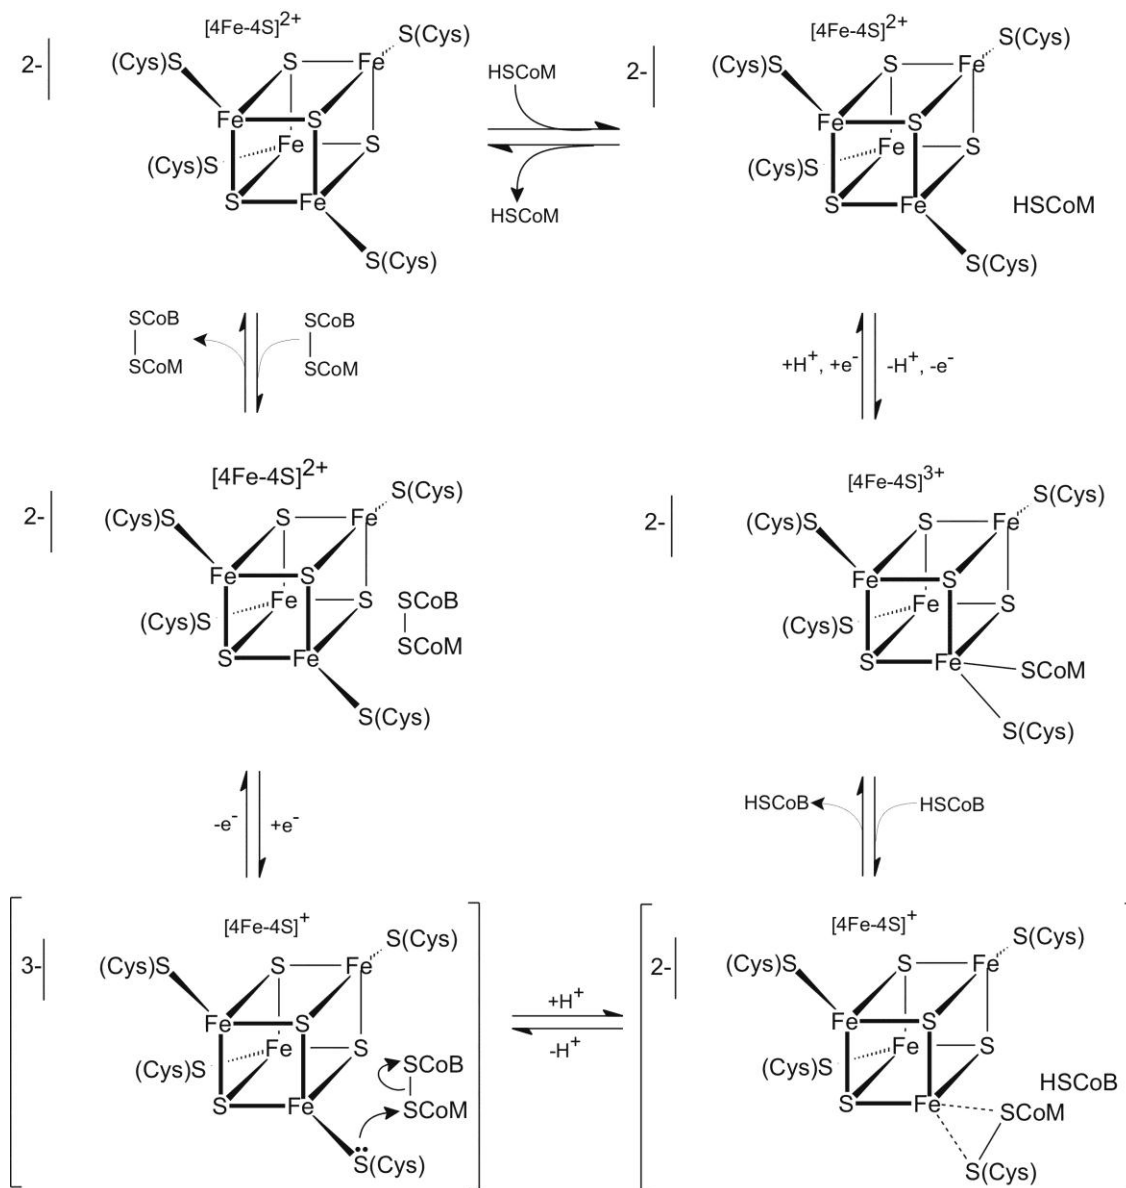 [4Fe-4S]2+
2-
(Cys)S
S
Fe
S(Cys)
Fe
S
(Cys)S
Fe
S
S
Fe
S(Cys)
HSCoM
HSCoM
[4Fe-4S]2+
2-
(Cys)S
S
Fe
S(Cys)
Fe
S
(Cys)S
Fe
S
S
Fe
HSCoM
S(Cys)
SCoB
SCoM
SCoB
SCoM
+H+, +e-
-H+, -e-
[4Fe-4S]2+
2-
(Cys)S
S
Fe
S(Cys)
Fe
S
(Cys)S
Fe
S
SCoB
SCoM
S
Fe
S(Cys)
[4Fe-4S]3+
2-
(Cys)S
S
Fe
S(Cys)
Fe
S
(Cys)S
Fe
S
S
Fe
SCoM
S(Cys)
-e-
+e-
HSCoB
HSCoB
[4Fe-4S]+
3-
(Cys)S
S
Fe
S(Cys)
Fe
S
(Cys)S
Fe
S
SCoB
SCoM
S
Fe
S(Cys)
+H+
-H+
[4Fe-4S]+
2-
(Cys)S
S
Fe
S(Cys)
Fe
S
(Cys)S
Fe
S
HSCoB
S
Fe
SCoM
S(Cys)